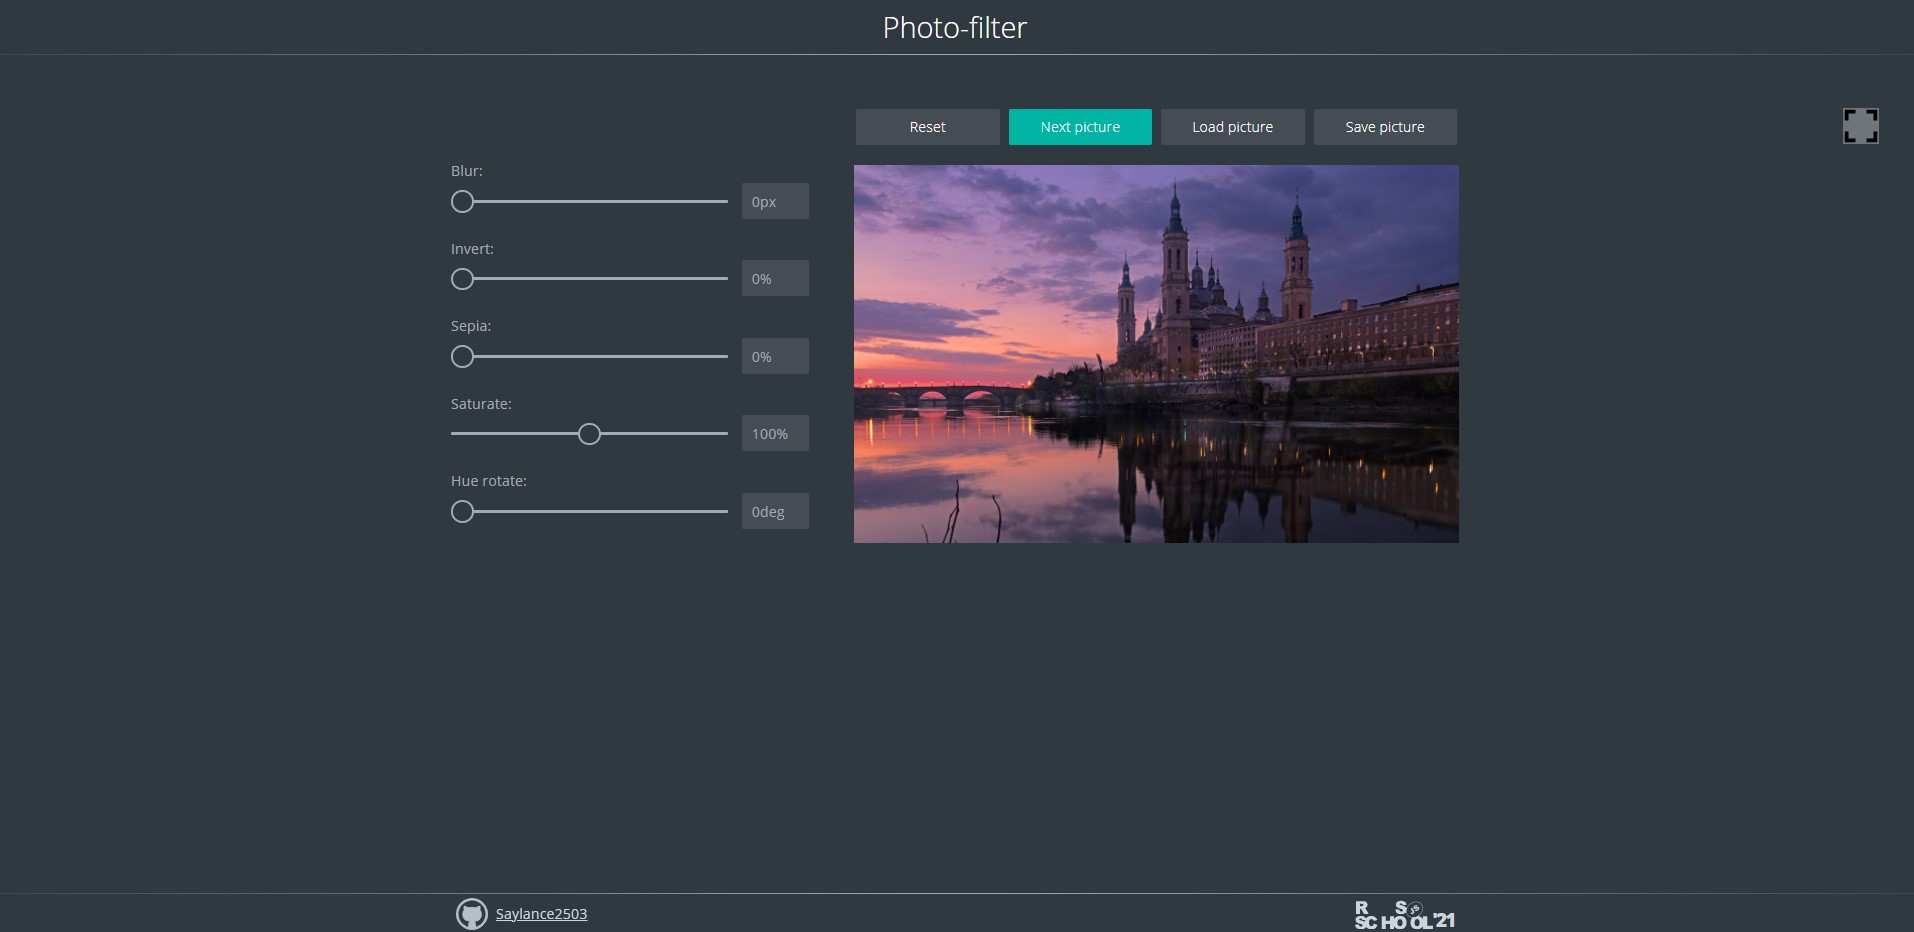 Photo-filter
Reset
Next picture
Load picture
Save picture
Blur:
0px
Invert:
0%
Sepia:
0%
Saturate:
100%
Hue rotate:
0deg
Saylance2503
R S JS
SCHOOL'21